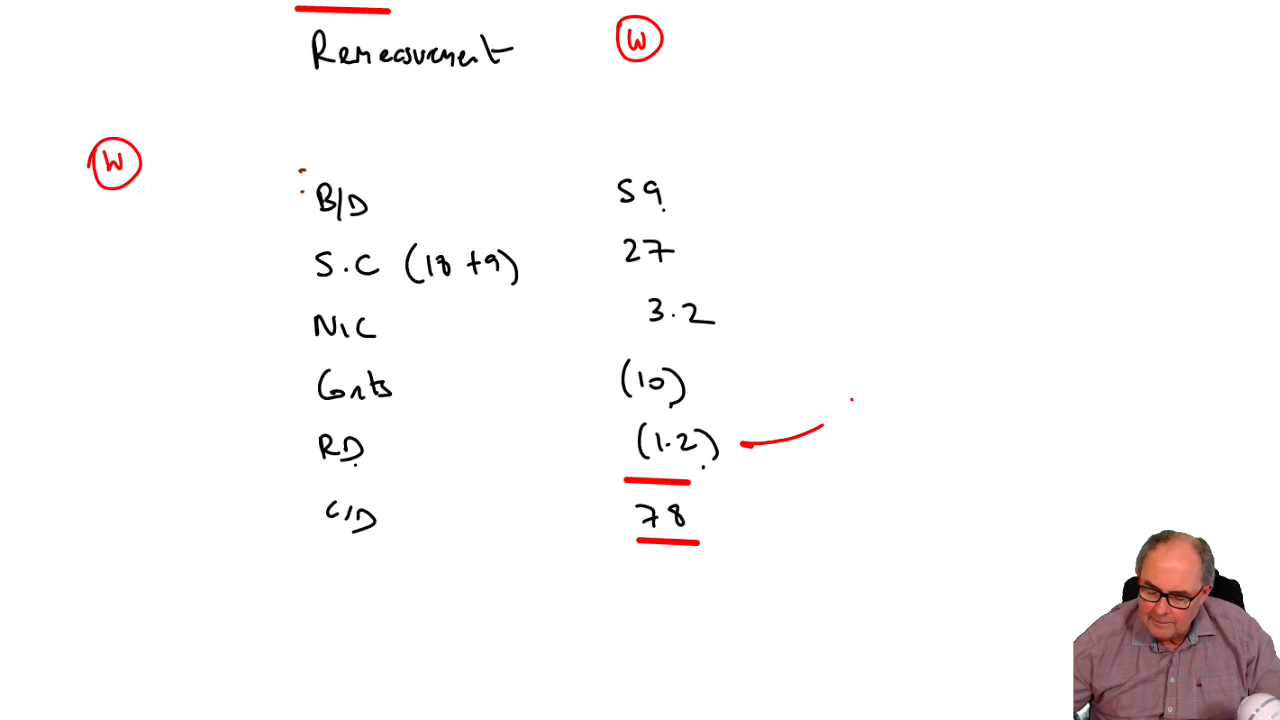 Remeasurement W
W
B/D 59
S.C (18 + 9) 27
NIC 3.2
Conts (10)
RD (1.2)
C/D 78